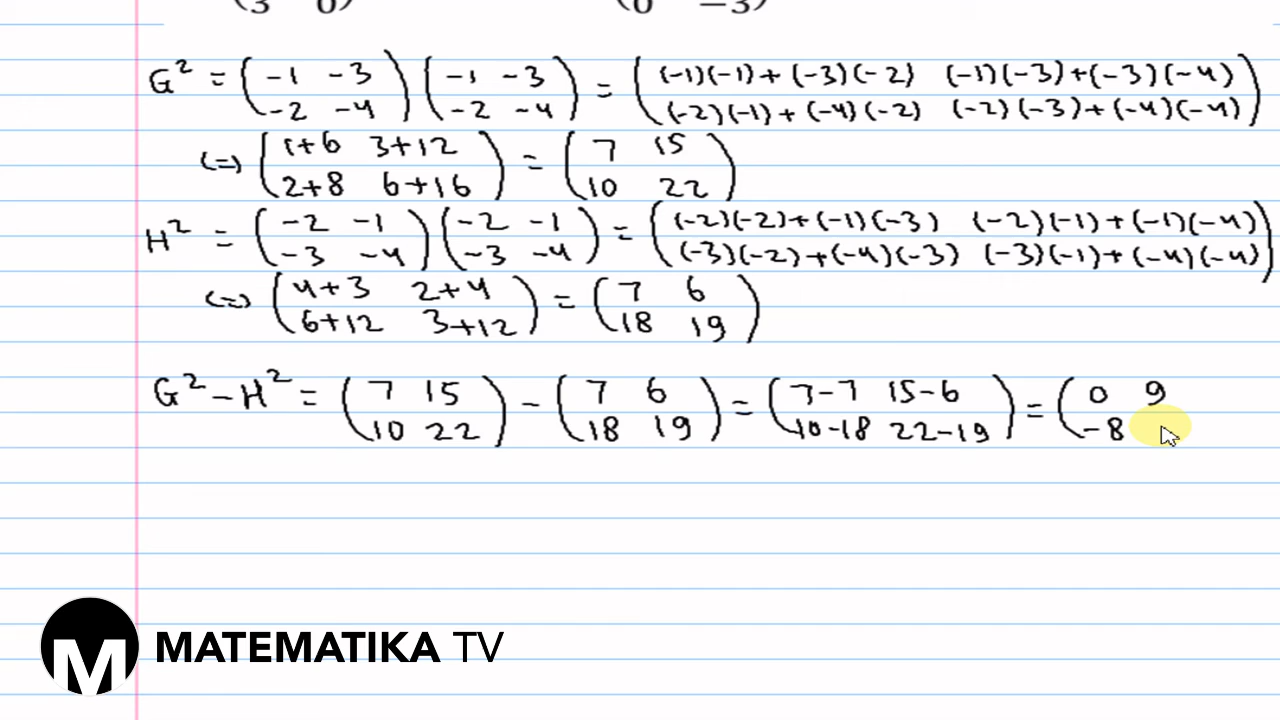 (3 0) (0 −3)
G² = (-1 -3) (-1 -3) = ((-1)(-1)+(-3)(-2) (-1)(-3)+(-3)(-4))
(-2 -4) (-2 -4) ((-2)(-1)+(-4)(-2) (-2)(-3)+(-4)(-4))
(=) (1+6 3+12) = (7 15)
(2+8 6+16) (10 22)
H² = (-2 -1) (-2 -1) = ((-2)(-2)+(-1)(-3) (-2)(-1)+(-1)(-4))
(-3 -4) (-3 -4) ((-3)(-2)+(-4)(-3) (-3)(-1)+(-4)(-4))
(=) (4+3 2+4) = (7 6)
(6+12 3+12) (18 19)
G² - H² = (7 15) - (7 6) = (7-7 15-6) = (0 9
(10 22) (18 19) (10-18 22-19) (-8
M MATEMATIKA TV